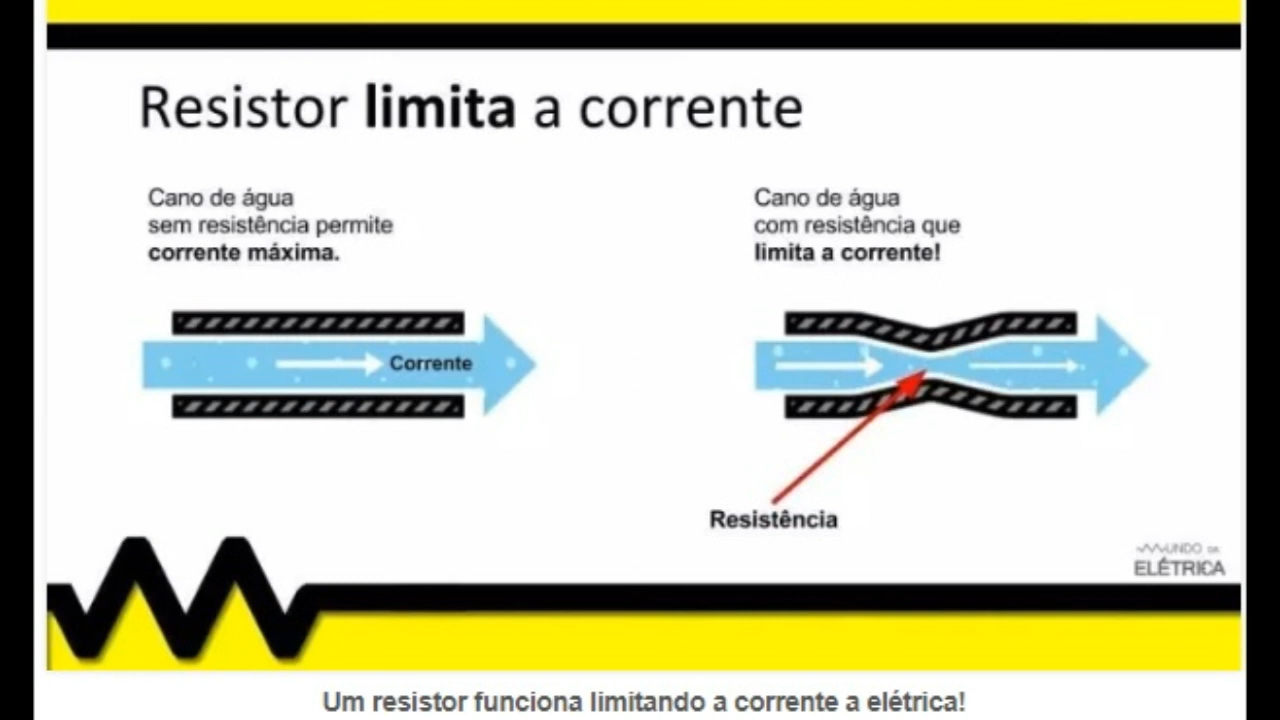 Resistor limita a corrente
Cano de água
sem resistência permite
corrente máxima.
Cano de água
com resistência que
limita a corrente!
Corrente
Resistência
MUNDO DA
ELÉTRICA
Um resistor funciona limitando a corrente a elétrica!